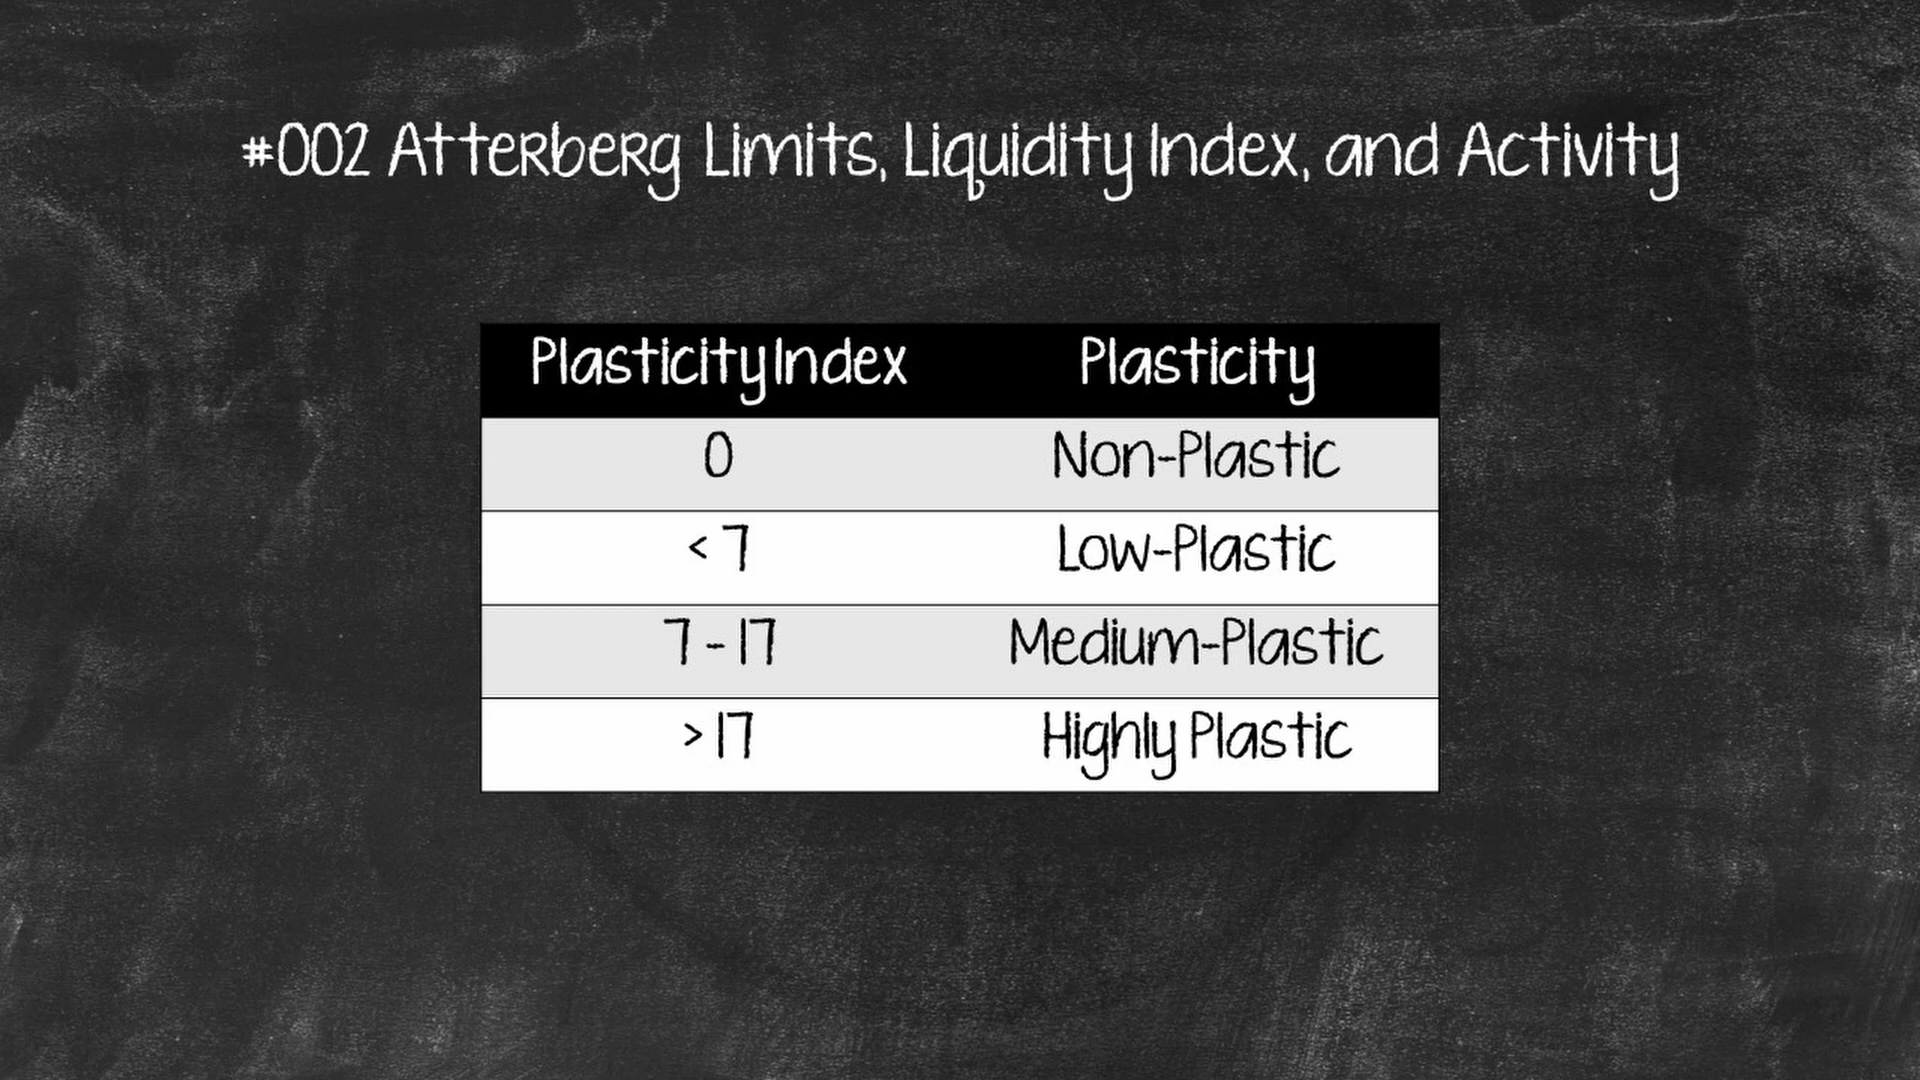 #002 Atterberg Limits, Liquidity Index, and Activity
Plasticity Index Plasticity
0 Non-Plastic
< 7 Low-Plastic
7 - 17 Medium-Plastic
> 17 Highly Plastic